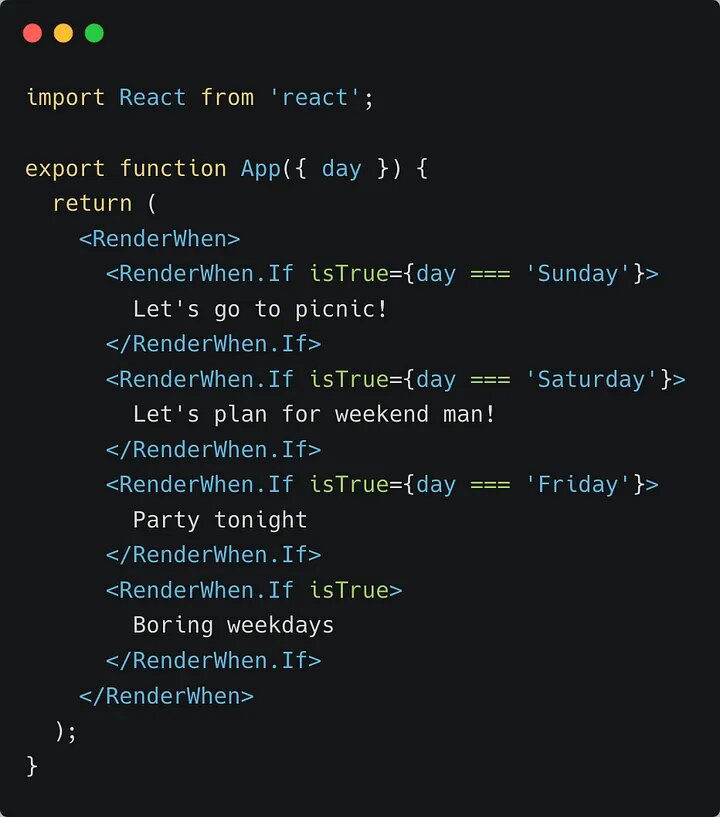 import React from 'react';
export function App({ day }) {
return (
<RenderWhen>
<RenderWhen.If isTrue={day === 'Sunday'}>
Let's go to picnic!
</RenderWhen.If>
<RenderWhen.If isTrue={day === 'Saturday'}>
Let's plan for weekend man!
</RenderWhen.If>
<RenderWhen.If isTrue={day === 'Friday'}>
Party tonight
</RenderWhen.If>
<RenderWhen.If isTrue>
Boring weekdays
</RenderWhen.If>
</RenderWhen>
);
}